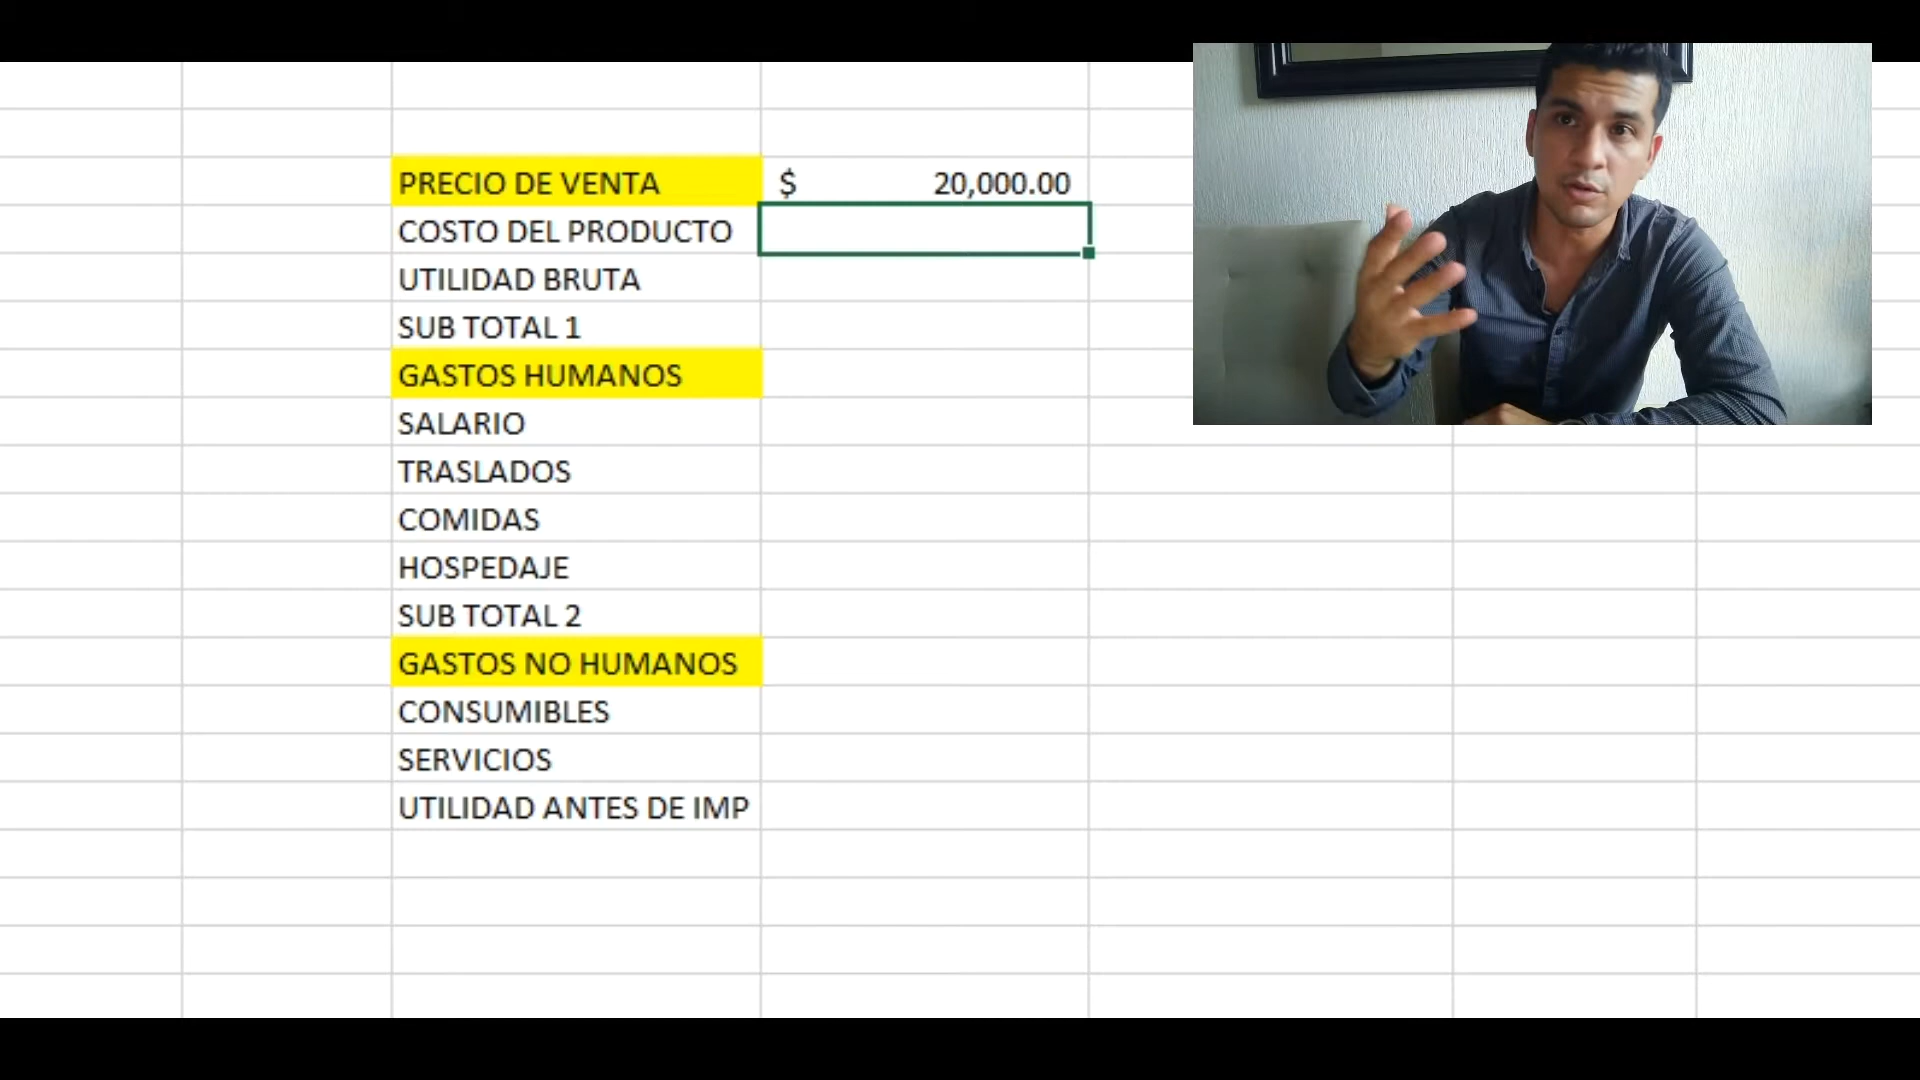 PRECIO DE VENTA $ 20,000.00
COSTO DEL PRODUCTO
UTILIDAD BRUTA
SUB TOTAL 1
GASTOS HUMANOS
SALARIO
TRASLADOS
COMIDAS
HOSPEDAJE
SUB TOTAL 2
GASTOS NO HUMANOS
CONSUMIBLES
SERVICIOS
UTILIDAD ANTES DE IMP